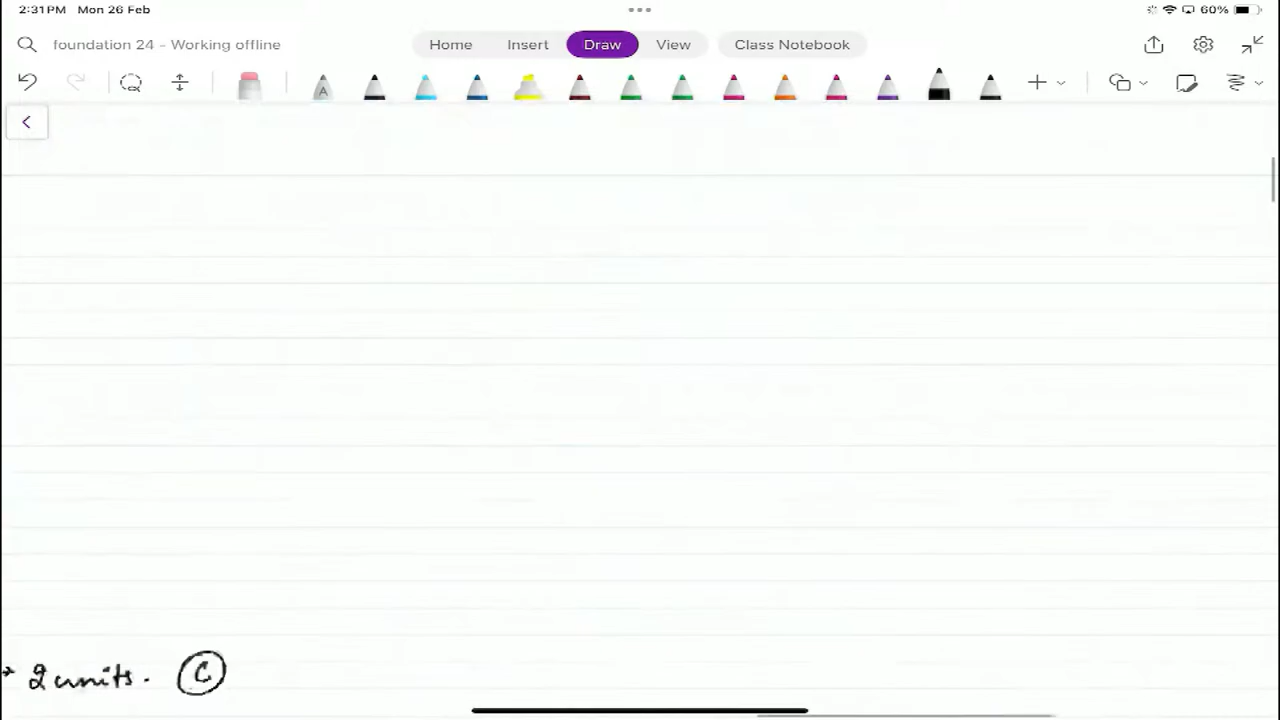 2:31 PM Mon 26 Feb
60%
foundation 24 - Working offline
Home Insert Draw View Class Notebook
A
2 units. C